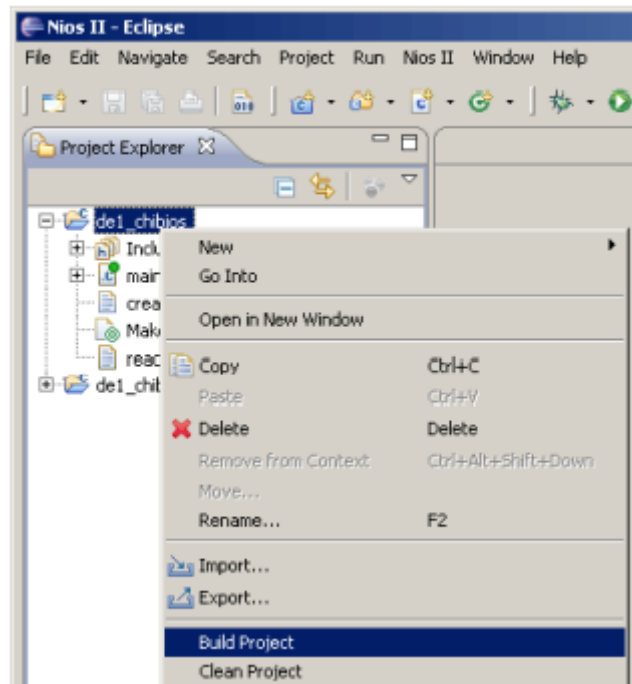 Nios II - Eclipse
File Edit Navigate Search Project Run Nios II Window Help
010
Project Explorer
de1_chibios
Inclu
main
crea
Make
read
de1_chib
New
Go Into
Open in New Window
Copy Ctrl+C
Paste Ctrl+V
Delete Delete
Remove from Context Ctrl+Alt+Shift+Down
Move...
Rename... F2
Import...
Export...
Build Project
Clean Project